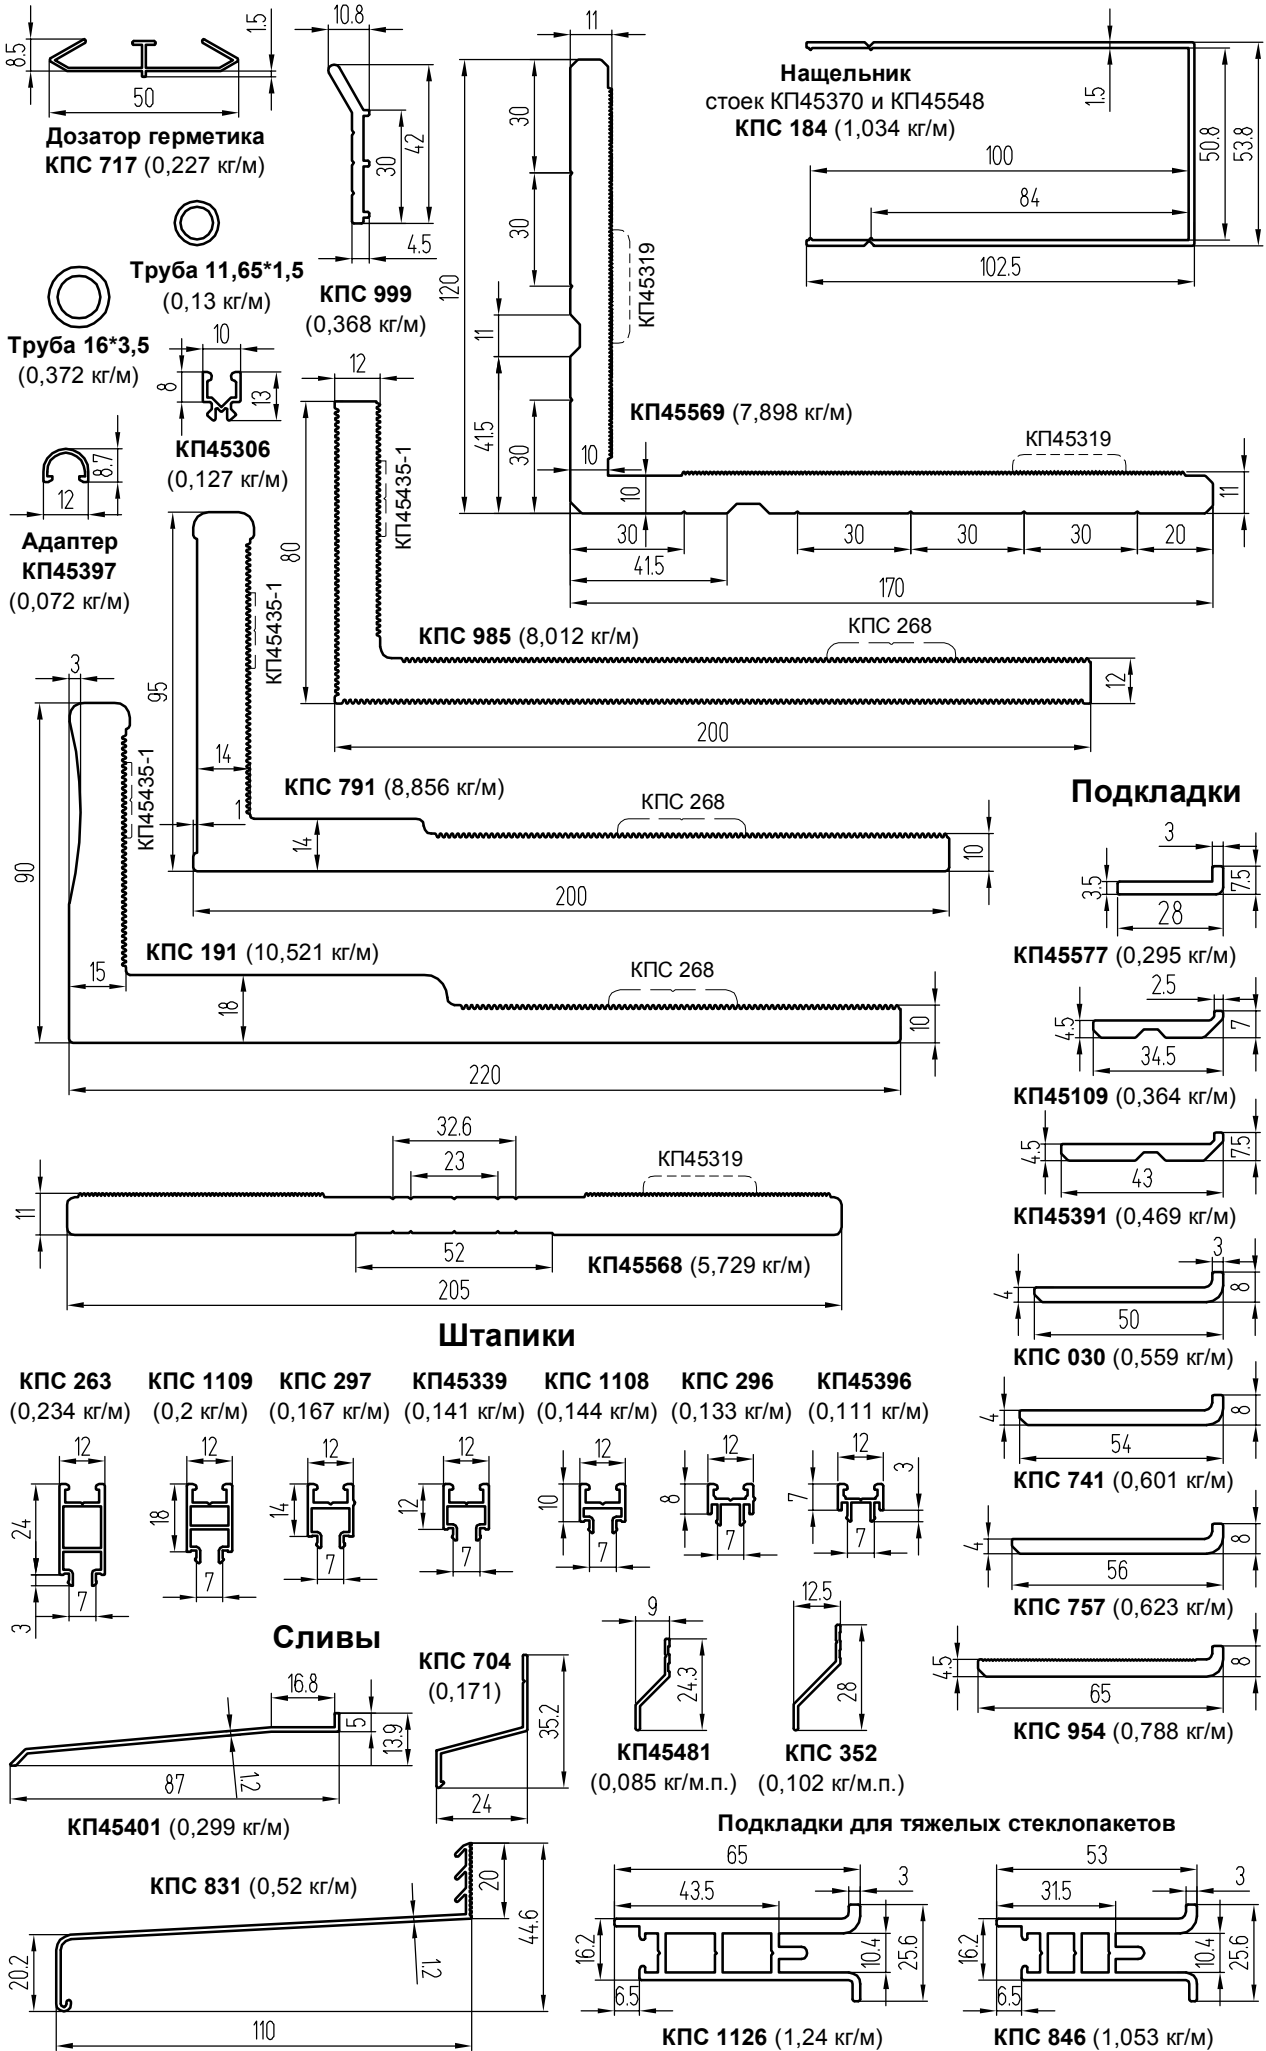 8.5
1.5
50
Дозатор герметика
КПС 717 (0,227 кг/м)
10.8
42
30
4.5
КПС 999
(0,368 кг/м)
Труба 11,65*1,5
(0,13 кг/м)
Труба 16*3,5
(0,372 кг/м)
10
8
13
КП45306
(0,127 кг/м)
8.7
12
Адаптер
КП45397
(0,072 кг/м)
11
120
30
30
11
41.5
30
10
10
КП45319
КП45569 (7,898 кг/м)
КП45319
11
30
41.5
30
30
30
20
170
Нащельник
стоек КП45370 и КП45548
КПС 184 (1,034 кг/м)
1.5
100
84
50.8
53.8
102.5
12
80
КП45435-1
КПС 985 (8,012 кг/м)
КПС 268
12
200
95
КП45435-1
14
1
КПС 791 (8,856 кг/м)
КПС 268
14
10
200
3
90
КП45435-1
15
КПС 191 (10,521 кг/м)
КПС 268
18
10
220
32.6
23
КП45319
11
52
КП45568 (5,729 кг/м)
205
Подкладки
3
3.5
7.5
28
КП45577 (0,295 кг/м)
2.5
4.5
7
34.5
КП45109 (0,364 кг/м)
4.5
7.5
43
КП45391 (0,469 кг/м)
3
4
8
50
КПС 030 (0,559 кг/м)
4
8
54
КПС 741 (0,601 кг/м)
4
8
56
КПС 757 (0,623 кг/м)
4.5
8
65
КПС 954 (0,788 кг/м)
Штапики
КПС 263 КПС 1109 КПС 297 КП45339 КПС 1108 КПС 296 КП45396
(0,234 кг/м) (0,2 кг/м) (0,167 кг/м) (0,141 кг/м) (0,144 кг/м) (0,133 кг/м) (0,111 кг/м)
12 12 12 12 12 12 12
24 18 14 12 10 8 7 3
7 7 7 7 7 7 7
3
Сливы
16.8
5
13.9
1.2
87
КП45401 (0,299 кг/м)
КПС 704
(0,171)
35.2
24
9
24.3
КП45481
(0,085 кг/м.п.)
12.5
28
КПС 352
(0,102 кг/м.п.)
КПС 831 (0,52 кг/м)
20
44.6
20.2
1.2
110
Подкладки для тяжелых стеклопакетов
65
43.5
3
16.2
10.4
25.6
6.5
КПС 1126 (1,24 кг/м)
53
31.5
3
16.2
10.4
25.6
6.5
КПС 846 (1,053 кг/м)